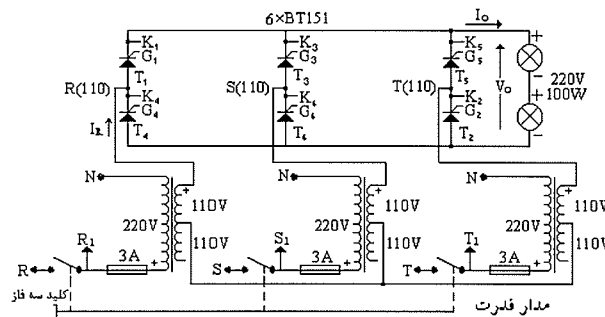 6×BT151
I₀
K₁ K₃ K₅
G₁ G₃ G₅
T₁ T₃ T₅
R(110) S(110) T(110)
K₄ K₆ K₂
G₄ G₆ G₂
T₄ T₆ T₂
I_R
V₀
+
−
220V
+ 100W
−
N N N
+ + +
110V 110V 110V
220V 220V 220V
110V 110V 110V
R₁ S₁ T₁
3A 3A 3A
+ + +
R S T
کلید سه فاز
مدار قدرت